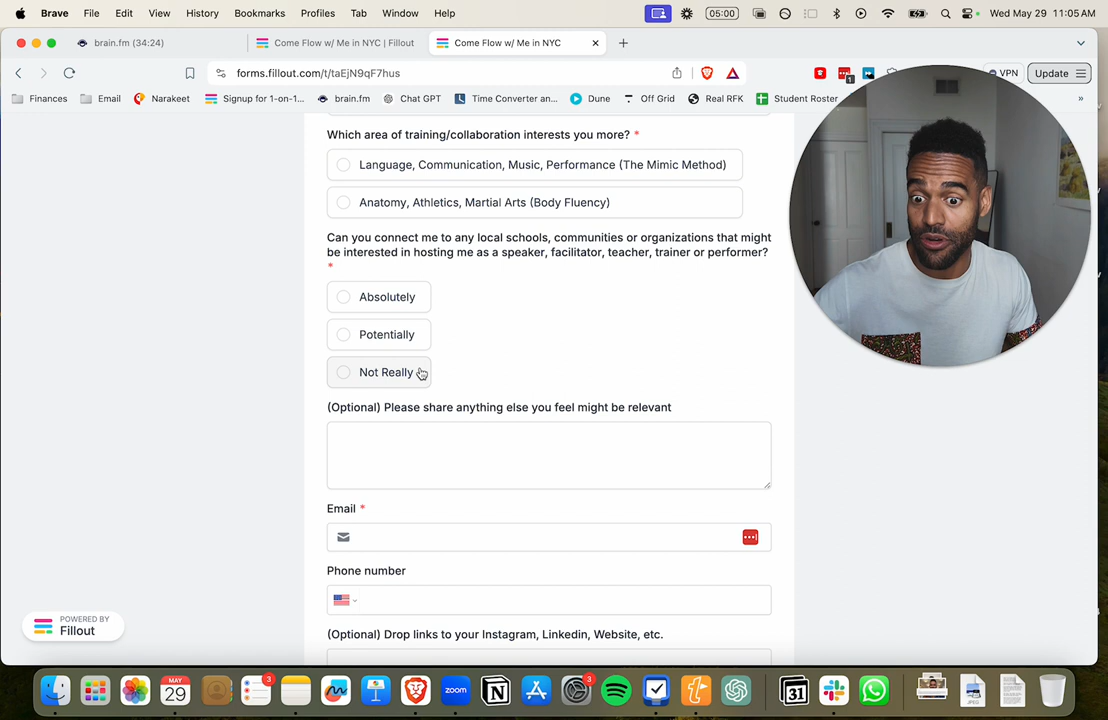 Brave File Edit View History Bookmarks Profiles Tab Window Help 05:00 Wed May 29 11:05 AM
brain.fm (34:24) Come Flow w/ Me in NYC | Fillout Come Flow w/ Me in NYC
forms.fillout.com/t/taEjN9qF7hus 1 VPN Update
Finances Email Narakeet Signup for 1-on-1... brain.fm Chat GPT Time Converter an... Dune Off Grid Real RFK Student Roster »
Which area of training/collaboration interests you more? *
Language, Communication, Music, Performance (The Mimic Method)
Anatomy, Athletics, Martial Arts (Body Fluency)
Can you connect me to any local schools, communities or organizations that might
be interested in hosting me as a speaker, facilitator, teacher, trainer or performer?
*
Absolutely
Potentially
Not Really
(Optional) Please share anything else you feel might be relevant
Email *
Phone number
POWERED BY
Fillout
(Optional) Drop links to your Instagram, Linkedin, Website, etc.
MAY
29 3 zoom 3 31
JPEG